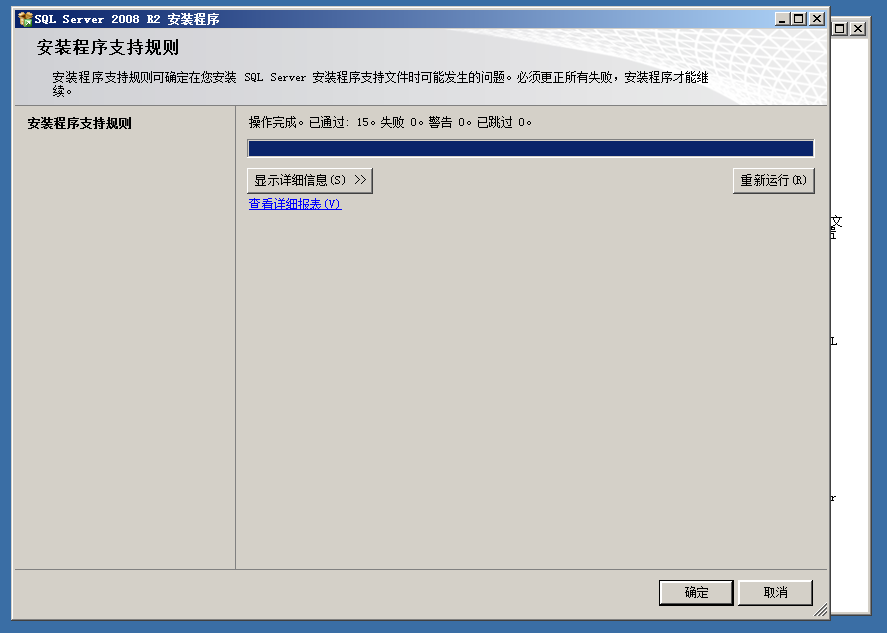 SQL Server 2008 R2 安装程序
安装程序支持规则
安装程序支持规则可确定在您安装 SQL Server 安装程序支持文件时可能发生的问题。必须更正所有失败，安装程序才能继
续。
安装程序支持规则
操作完成。已通过: 15。失败 0。警告 0。已跳过 0。
显示详细信息(S) >>
重新运行(R)
查看详细报表(V)
文
L
r
确定
取消